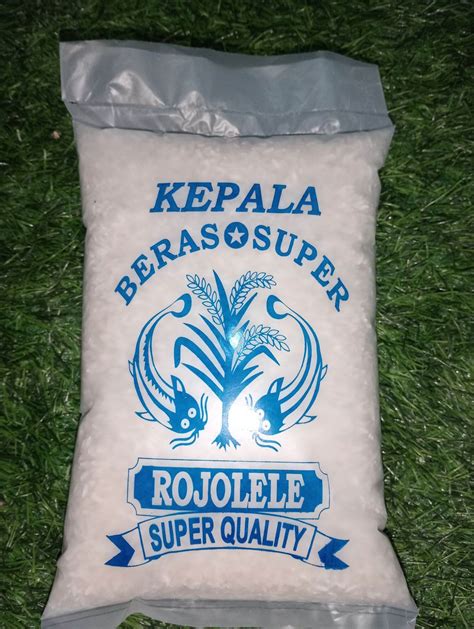 KEPALA
BERAS SUPER
ROJOLELE
SUPER QUALITY